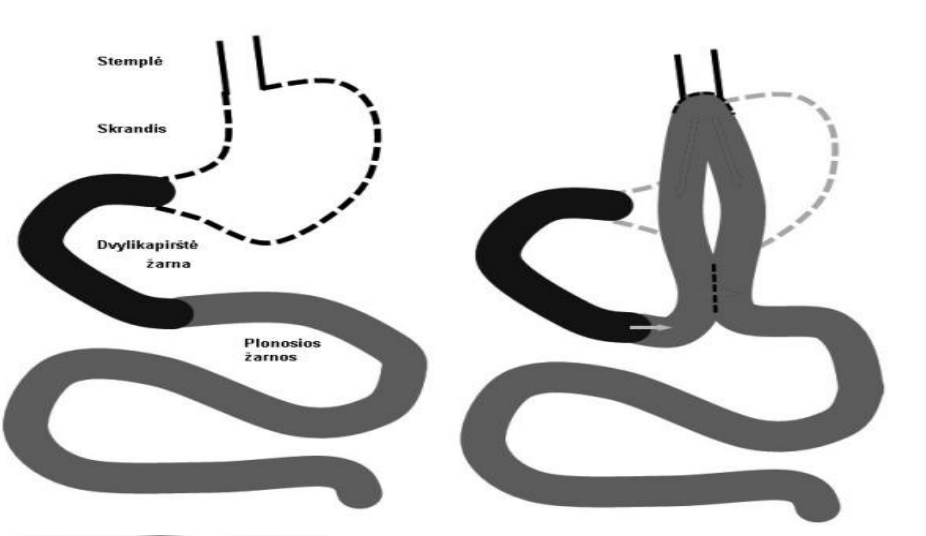 Stemplė
Skrandis
Dvylikapirštė
žarna
Plonosios
žarnos